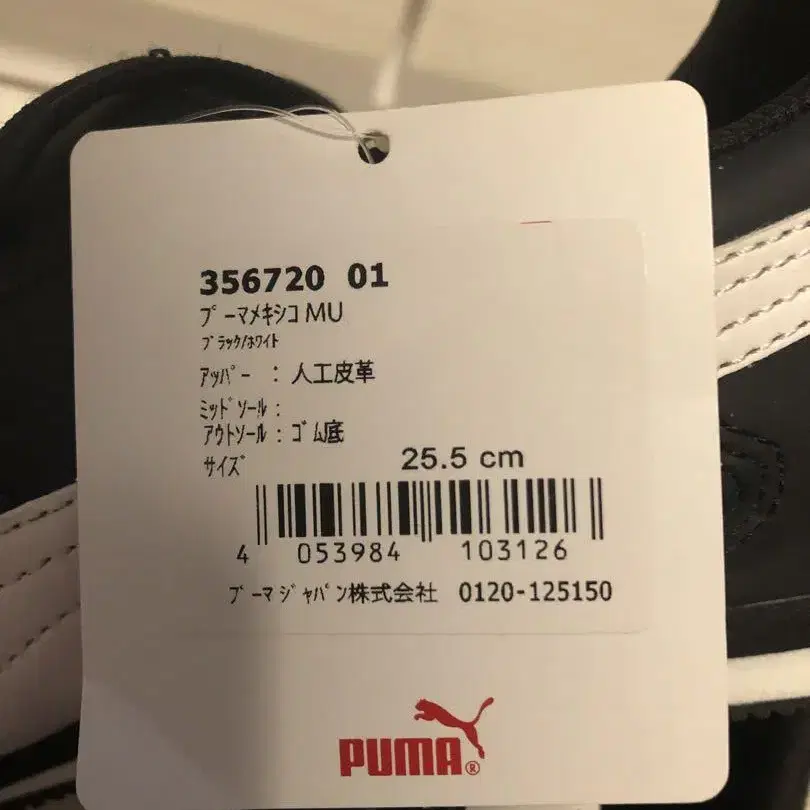 356720 01
プーマメキシコ MU
ブラック/ホワイト
アッパー : 人工皮革
ミッドソール :
アウトソール : ゴム底
サイズ 25.5 cm
4 053984 103126
プーマ ジャパン株式会社 0120-125150
PUMA®